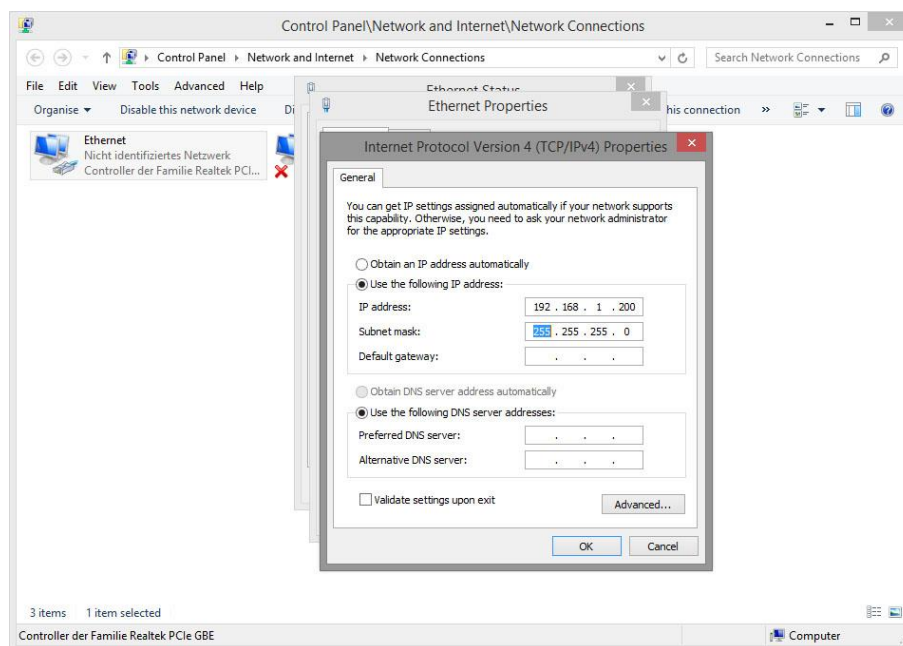 Control Panel\Network and Internet\Network Connections
Control Panel Network and Internet Network Connections
Search Network Connections
File Edit View Tools Advanced Help
Ethernet Status
Organise Disable this network device Di his connection »
Ethernet Properties
Ethernet
Nicht identifiziertes Netzwerk
Controller der Familie Realtek PCI...
Internet Protocol Version 4 (TCP/IPv4) Properties
General
You can get IP settings assigned automatically if your network supports
this capability. Otherwise, you need to ask your network administrator
for the appropriate IP settings.
Obtain an IP address automatically
Use the following IP address:
IP address: 192 . 168 . 1 . 200
Subnet mask: 255 . 255 . 255 . 0
Default gateway: . . .
Obtain DNS server address automatically
Use the following DNS server addresses:
Preferred DNS server: . . .
Alternative DNS server: . . .
Validate settings upon exit
Advanced...
OK Cancel
3 items 1 item selected
Controller der Familie Realtek PCIe GBE Computer